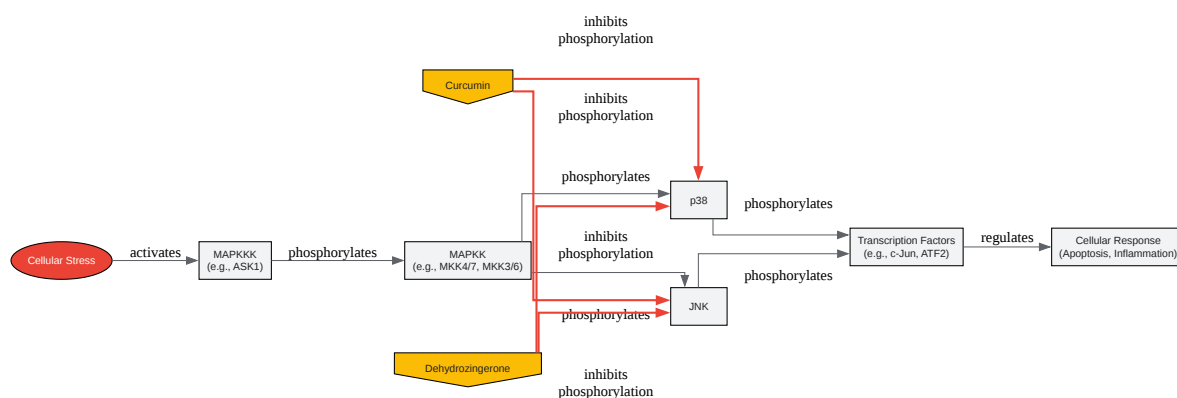 inhibits
phosphorylation
Curcumin
inhibits
phosphorylation
phosphorylates
p38
phosphorylates
Cellular Stress
activates
MAPKKK
(e.g., ASK1)
phosphorylates
MAPKK
(e.g., MKK4/7, MKK3/6)
inhibits
phosphorylation
Transcription Factors
(e.g., c-Jun, ATF2)
regulates
Cellular Response
(Apoptosis, Inflammation)
phosphorylates
JNK
phosphorylates
Dehydrozingerone
inhibits
phosphorylation